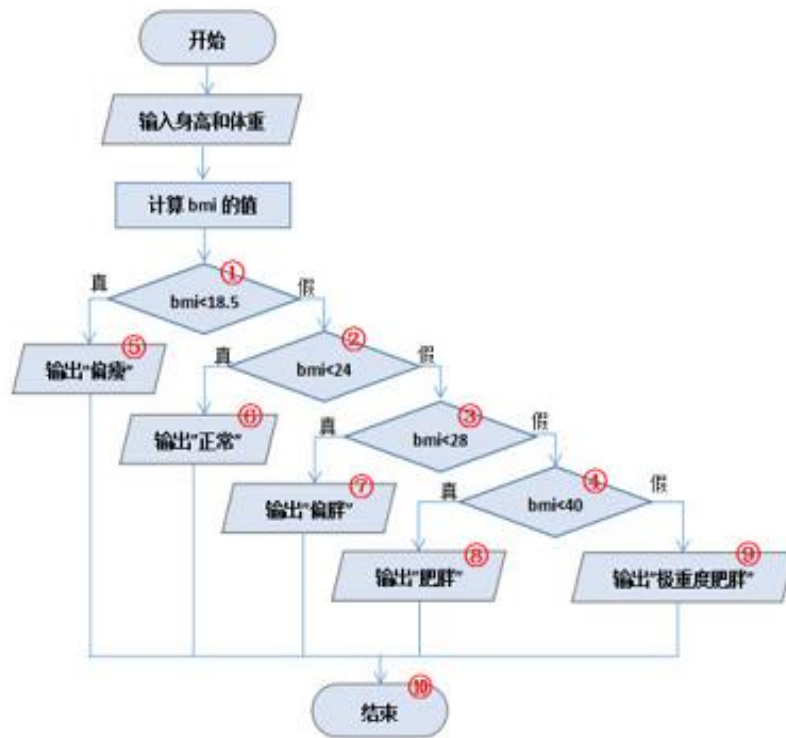 开始
输入身高和体重
计算 bmi 的值
①
真
假
bmi<18.5
②
⑤
真
假
输出"偏瘦"
bmi<24
③
⑥
真
假
输出"正常"
bmi<28
④
⑦
真
假
输出"偏胖"
bmi<40
⑧
⑨
输出"肥胖"
输出"极重度肥胖"
⑩
结束